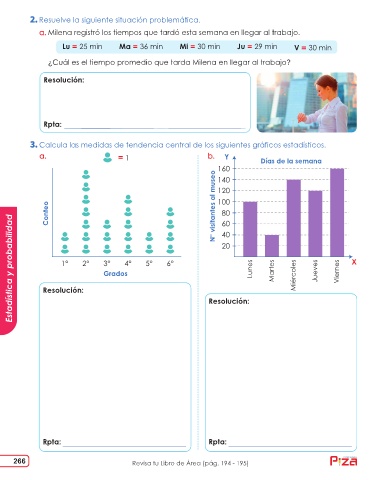 2. Resuelve la siguiente situación problemática.
a. Milena registró los tiempos que tardó esta semana en llegar al trabajo.
Lu = 25 min Ma = 36 min Mi = 30 min Ju = 29 min V = 30 min
¿Cuál es el tiempo promedio que tarda Milena en llegar al trabajo?
Resolución:
Rpta:
3. Calcula las medidas de tendencia central de los siguientes gráficos estadísticos.
a. = 1
Conteo
1° 2° 3° 4° 5° 6°
Grados
Resolución:
Rpta:
b. Y
Días de la semana
N° visitantes al museo
160
140
120
100
80
60
40
20
Lunes Martes Miércoles Jueves Viernes X
Resolución:
Rpta:
Estadística y probabilidad
266
Revisa tu Libro de Área (pág. 194 - 195)